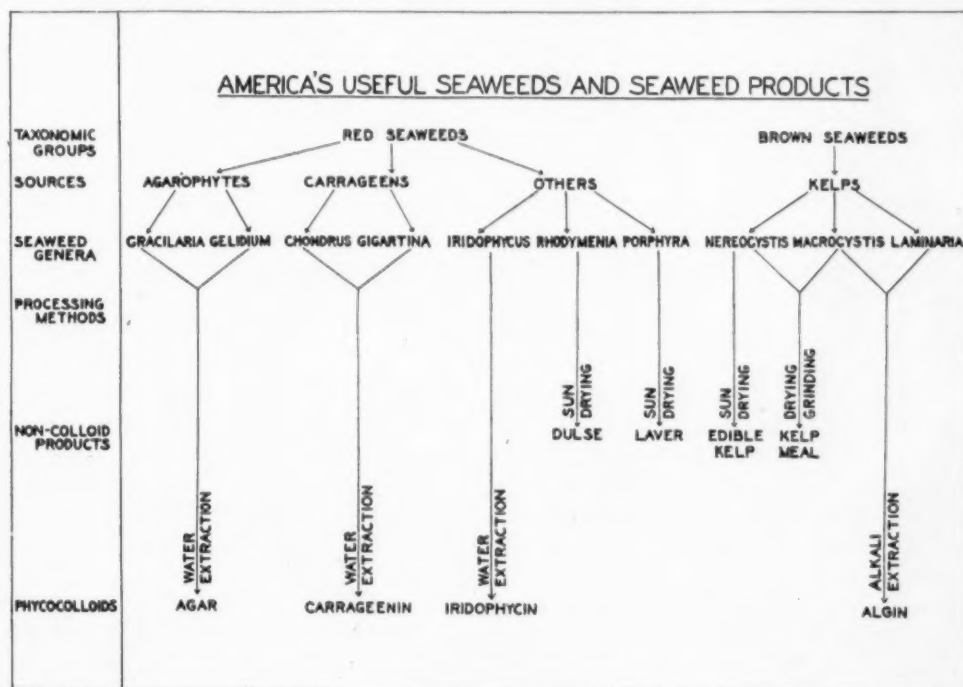 AMERICA'S USEFUL SEAWEEDS AND SEAWEED PRODUCTS
TAXONOMIC GROUPS
RED SEAWEEDS
BROWN SEAWEEDS
SOURCES
AGAROPHYTES
CARRAGEENS
OTHERS
KELPS
SEAWEED GENERA
GRACILARIA GELIDIUM
CHONDRUS GIGARTINA
IRIDOPHYCUS RHODYMENIA PORPHYRA
NEREOCYSTIS MACROCYSTIS LAMINARIA
PROCESSING METHODS
SUN DRYING
SUN DRYING
SUN DRYING
DRYING GRINDING
NON-COLLOID PRODUCTS
DULSE
LAVER
EDIBLE KELP
KELP MEAL
WATER EXTRACTION
WATER EXTRACTION
WATER EXTRACTION
ALKALI EXTRACTION
PHYCOCOLLOIDS
AGAR
CARRAGEENIN
IRIDOPHYCIN
ALGIN